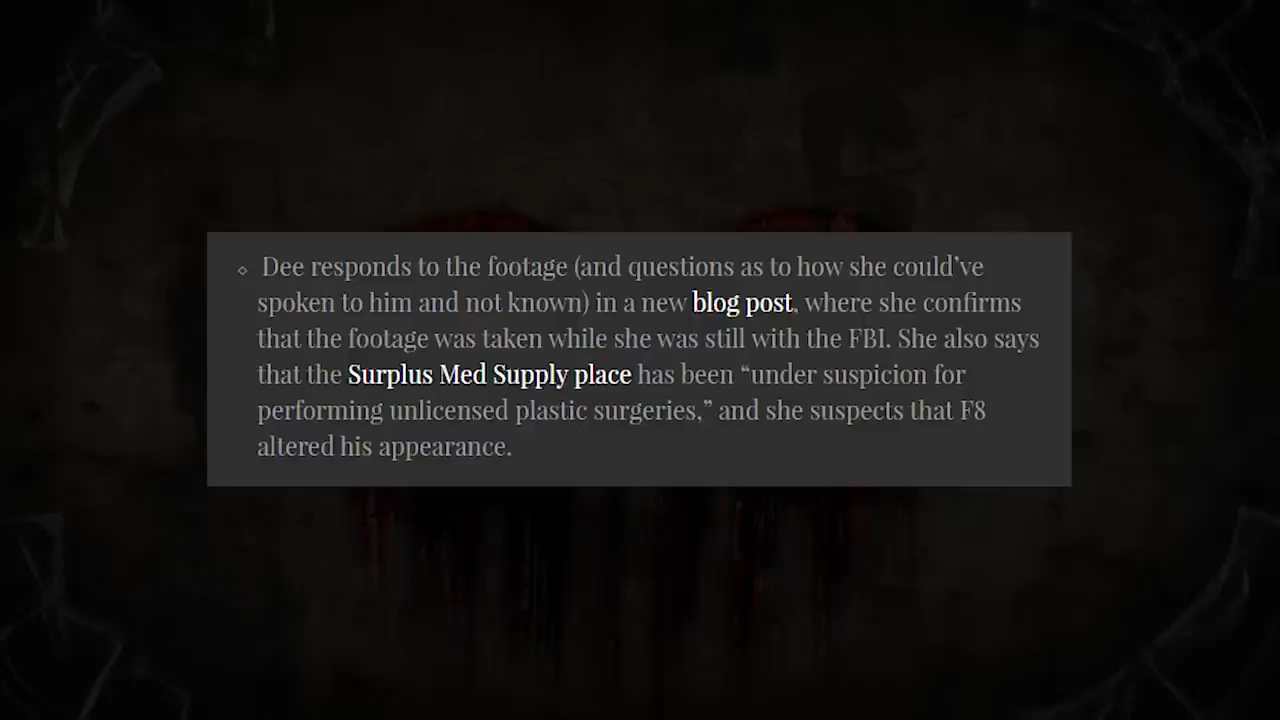 ⬦ Dee responds to the footage (and questions as to how she could’ve
spoken to him and not known) in a new blog post, where she confirms
that the footage was taken while she was still with the FBI. She also says
that the Surplus Med Supply place has been “under suspicion for
performing unlicensed plastic surgeries,” and she suspects that F8
altered his appearance.